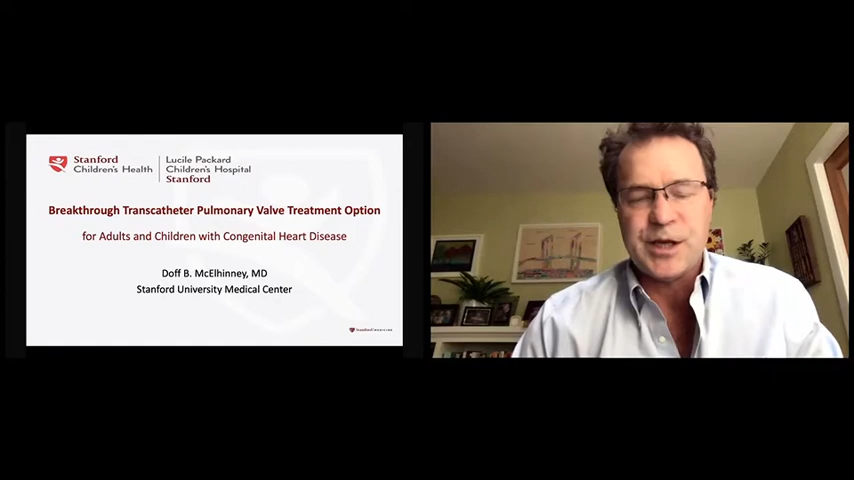 Stanford
Children's Health
Lucile Packard
Children's Hospital
Stanford
Breakthrough Transcatheter Pulmonary Valve Treatment Option
for Adults and Children with Congenital Heart Disease
Doff B. McElhinney, MD
Stanford University Medical Center